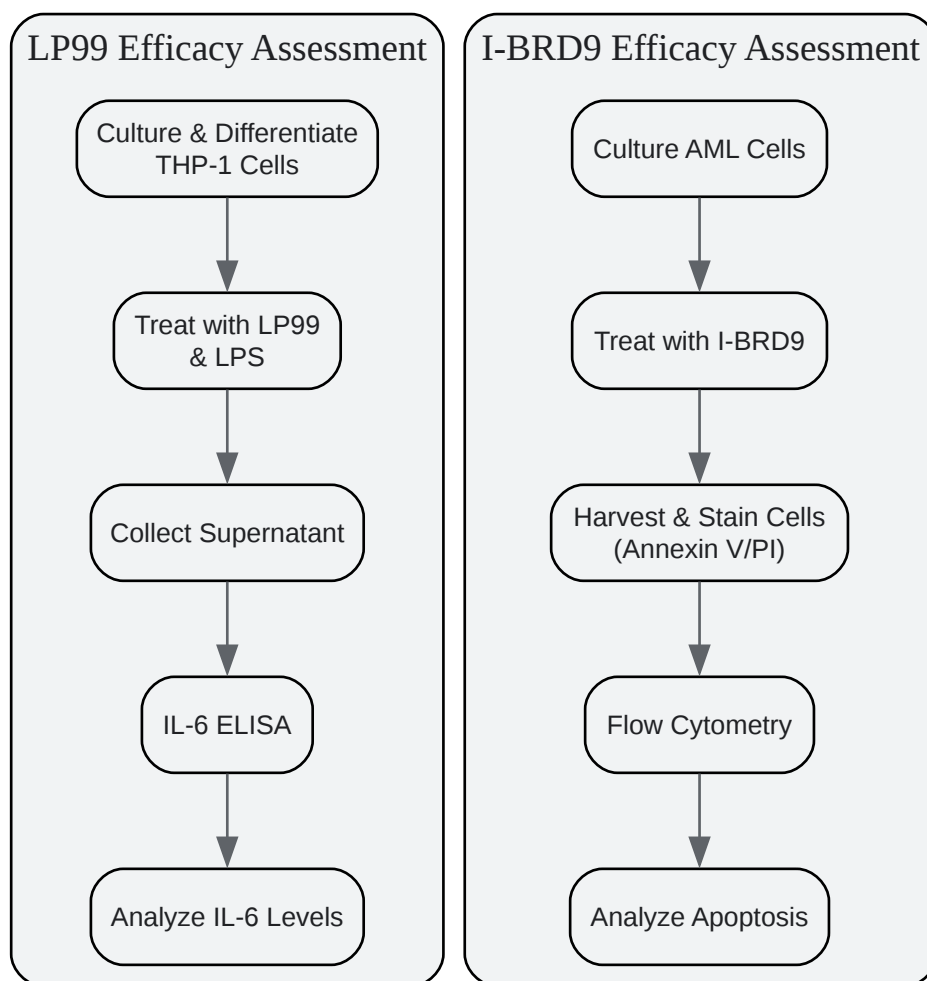 LP99 Efficacy Assessment
Culture & Differentiate
THP-1 Cells
Treat with LP99
& LPS
Collect Supernatant
IL-6 ELISA
Analyze IL-6 Levels
I-BRD9 Efficacy Assessment
Culture AML Cells
Treat with I-BRD9
Harvest & Stain Cells
(Annexin V/PI)
Flow Cytometry
Analyze Apoptosis